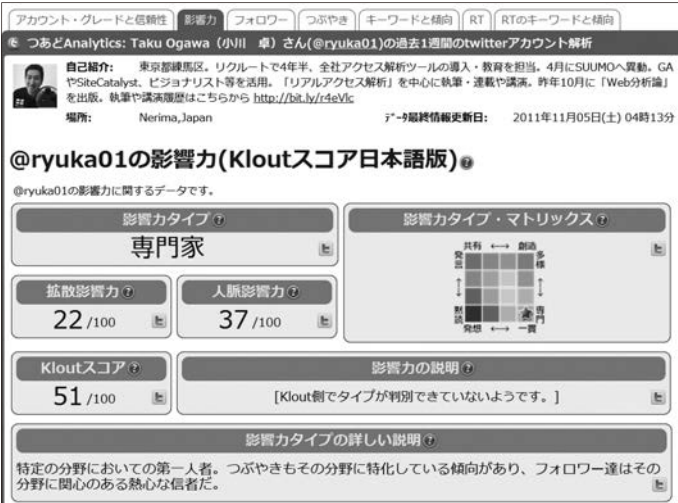 アカウント・グレードと信頼性 影響力 フォロワー つぶやき キーワードと傾向 RT RTのキーワードと傾向
つあどAnalytics: Taku Ogawa（小川 卓）さん(@ryuka01)の過去1週間のtwitterアカウント解析
自己紹介: 東京都練馬区。リクルートで4年半、全社アクセス解析ツールの導入・教育を担当。4月にSUUMOへ異動。GA
やSiteCatalyst、ビジョナリスト等を活用。「リアルアクセス解析」を中心に執筆・連載や講演。昨年10月に「Web分析論」
を出版。執筆や講演履歴はこちらから http://bit.ly/r4eVlc
場所: Nerima,Japan データ最終情報更新日: 2011年11月05日(土) 04時13分
@ryuka01の影響力(Kloutスコア日本語版)
@ryuka01の影響力に関するデータです。
影響力タイプ
専門家
影響力タイプ・マトリックス
共有 ←→ 創造
発言 ←→ 黙読
多様 ←→ 専門
発想 ←→ 一貫
拡散影響力
22 /100
人脈影響力
37 /100
Kloutスコア
51 /100
影響力の説明
[Klout側でタイプが判別できていないようです。]
影響力タイプの詳しい説明
特定の分野においての第一人者。つぶやきもその分野に特化している傾向があり、フォロワー達はその
分野に関心のある熱心な信者だ。